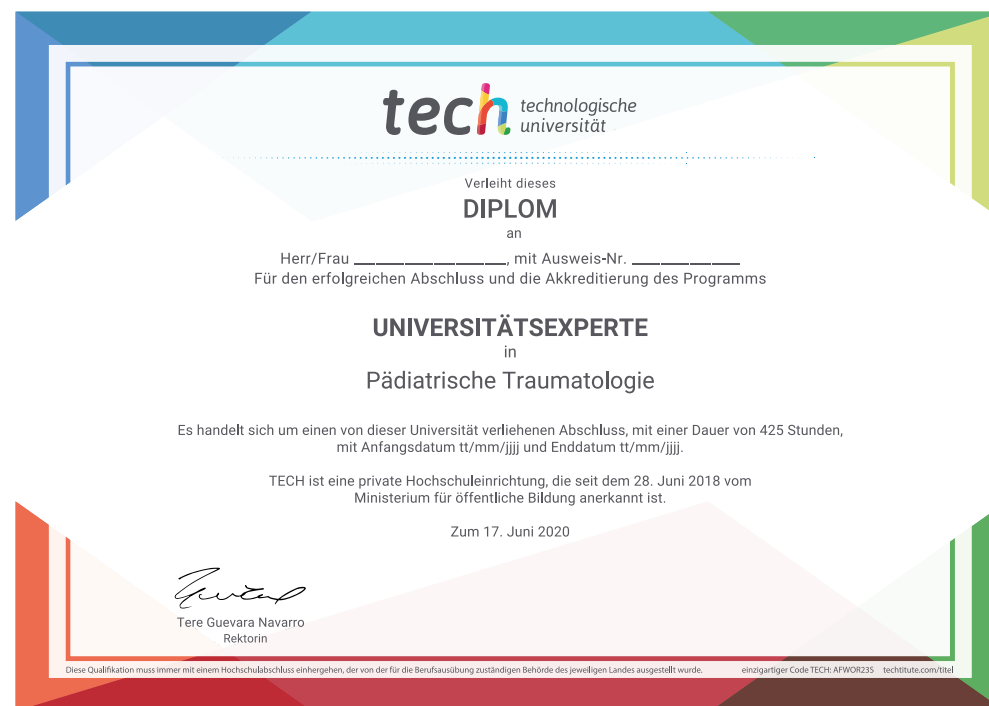 tech technologische
universität
Verleiht dieses
DIPLOM
an
Herr/Frau ____________________, mit Ausweis-Nr. ______________
Für den erfolgreichen Abschluss und die Akkreditierung des Programms
UNIVERSITÄTSEXPERTE
in
Pädiatrische Traumatologie
Es handelt sich um einen von dieser Universität verliehenen Abschluss, mit einer Dauer von 425 Stunden,
mit Anfangsdatum tt/mm/jjjj und Enddatum tt/mm/jjjj.
TECH ist eine private Hochschuleinrichtung, die seit dem 28. Juni 2018 vom
Ministerium für öffentliche Bildung anerkannt ist.
Zum 17. Juni 2020
Tere Guevara Navarro
Rektorin
Diese Qualifikation muss immer mit einem Hochschulabschluss einhergehen, der von der für die Berufsausübung zuständigen Behörde des jeweiligen Landes ausgestellt wurde. einzigartiger Code TECH: AFWOR23S techtitute.com/titel